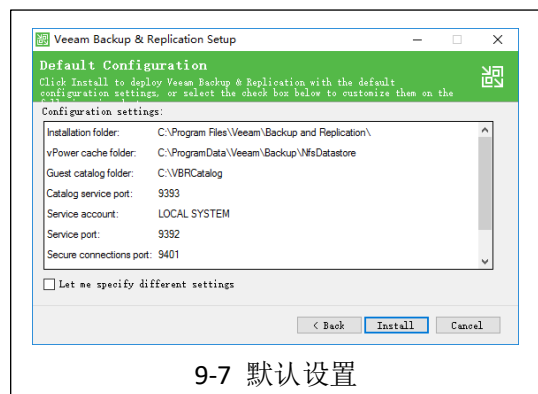 Veeam Backup & Replication Setup
Default Configuration
Click Install to deploy Veeam Backup & Replication with the default
configuration settings, or select the check box below to customize them on the
Configuration settings:
Installation folder: C:\Program Files\Veeam\Backup and Replication\
vPower cache folder: C:\ProgramData\Veeam\Backup\NfsDatastore
Guest catalog folder: C:\VBRCatalog
Catalog service port: 9393
Service account: LOCAL SYSTEM
Service port: 9392
Secure connections port: 9401
Let me specify different settings
< Back Install Cancel
9-7 默认设置